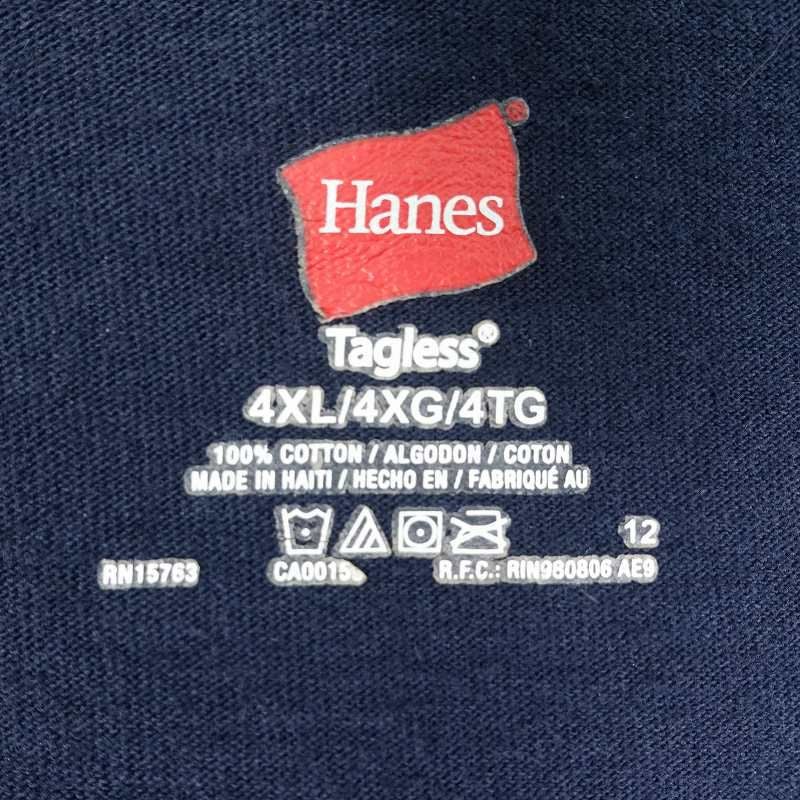 Hanes
Tagless®
4XL/4XG/4TG
100% COTTON / ALGODON / COTON
MADE IN HAITI / HECHO EN / FABRIQUÉ AU
12
RN15763 R.F.C.: RIN980806 AE9